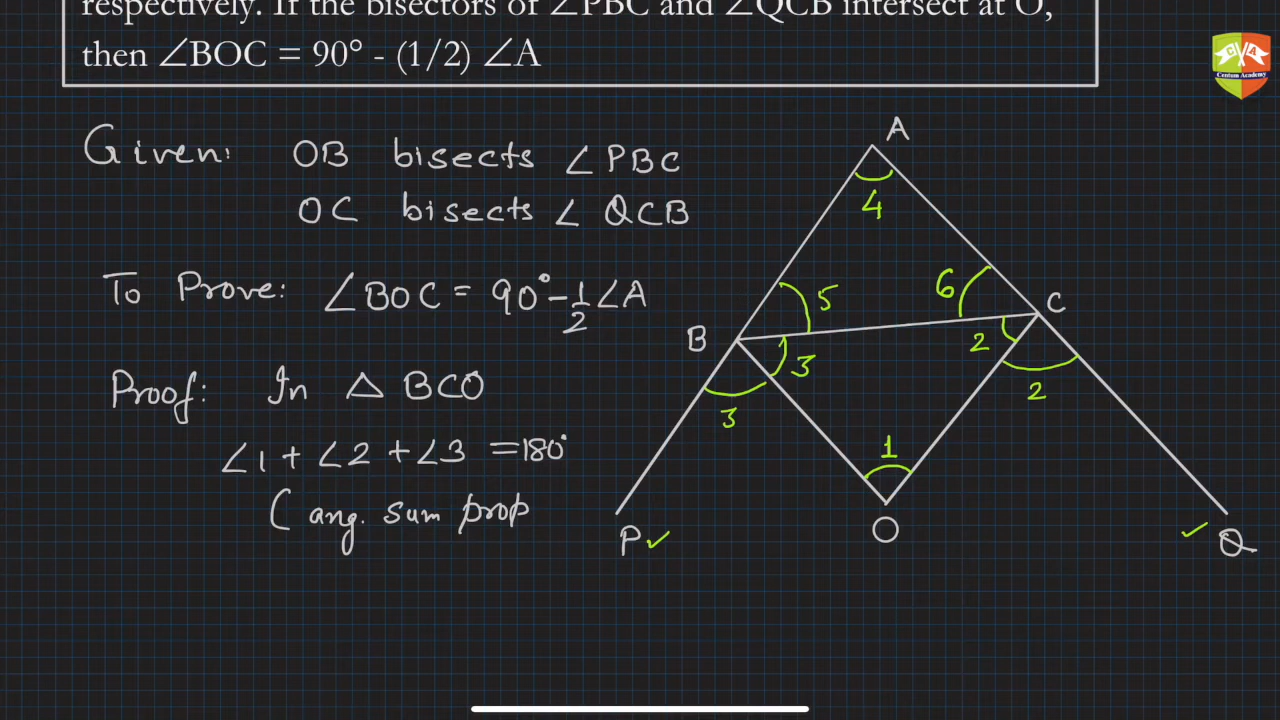 respectively. If the bisectors of ∠PBC and ∠QCB intersect at O,
then ∠BOC = 90° - (1/2) ∠A
C A
Centum Academy
Given: OB bisects ∠PBC
OC bisects ∠ QCB
To Prove: ∠BOC = 90° - 1/2 ∠A
Proof: In △ BCO
∠1 + ∠2 + ∠3 = 180°
( ang. sum prop
A
4
6
5
C
B
2
3
2
3
1
P ✓
O
✓ Q